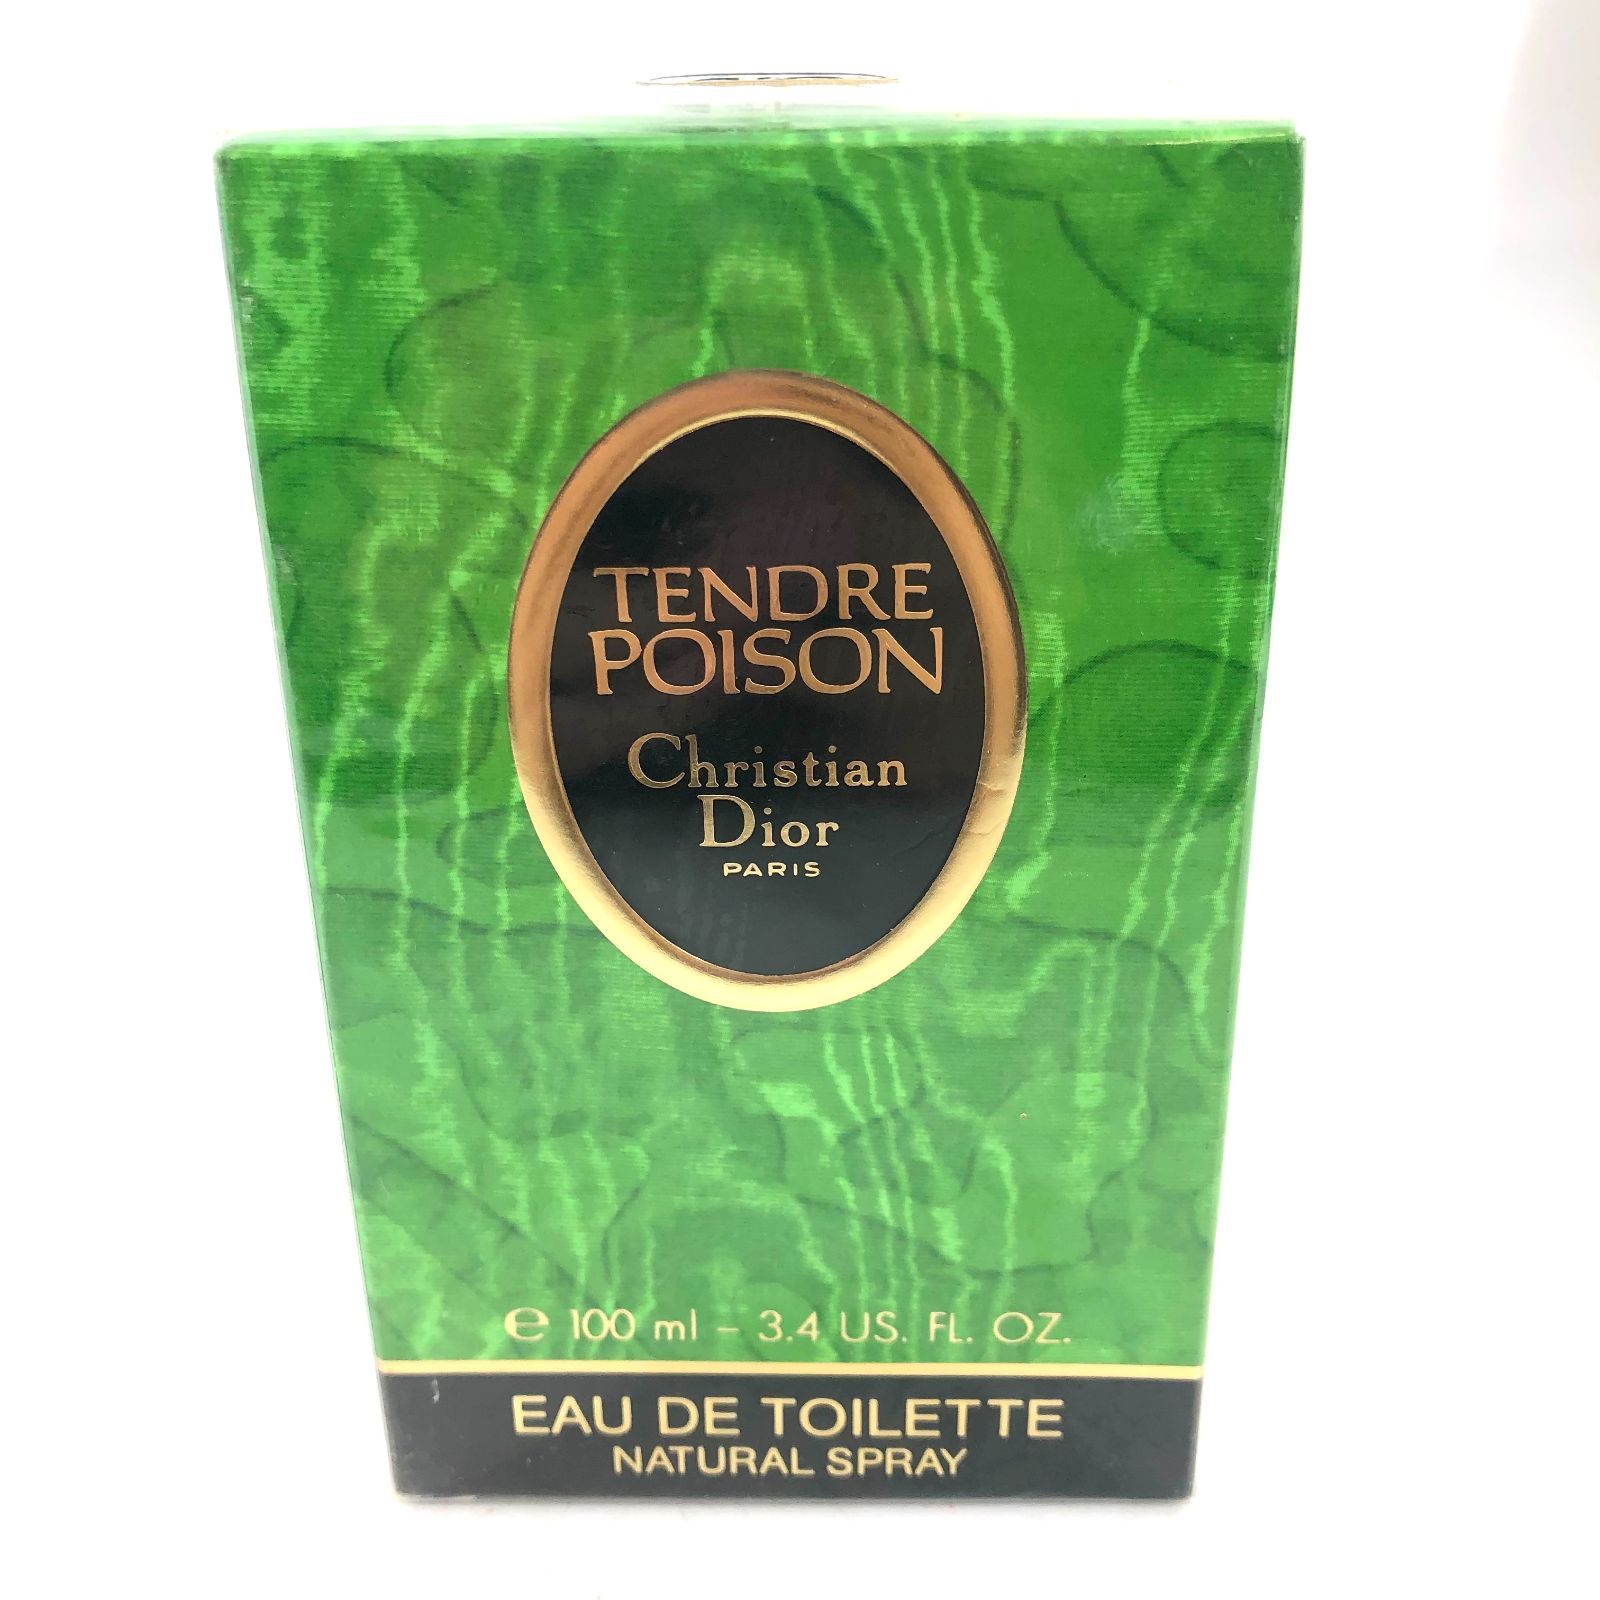 TENDRE
POISON
Christian
Dior
PARIS
℮ 100 ml - 3.4 US. FL. OZ.
EAU DE TOILETTE
NATURAL SPRAY